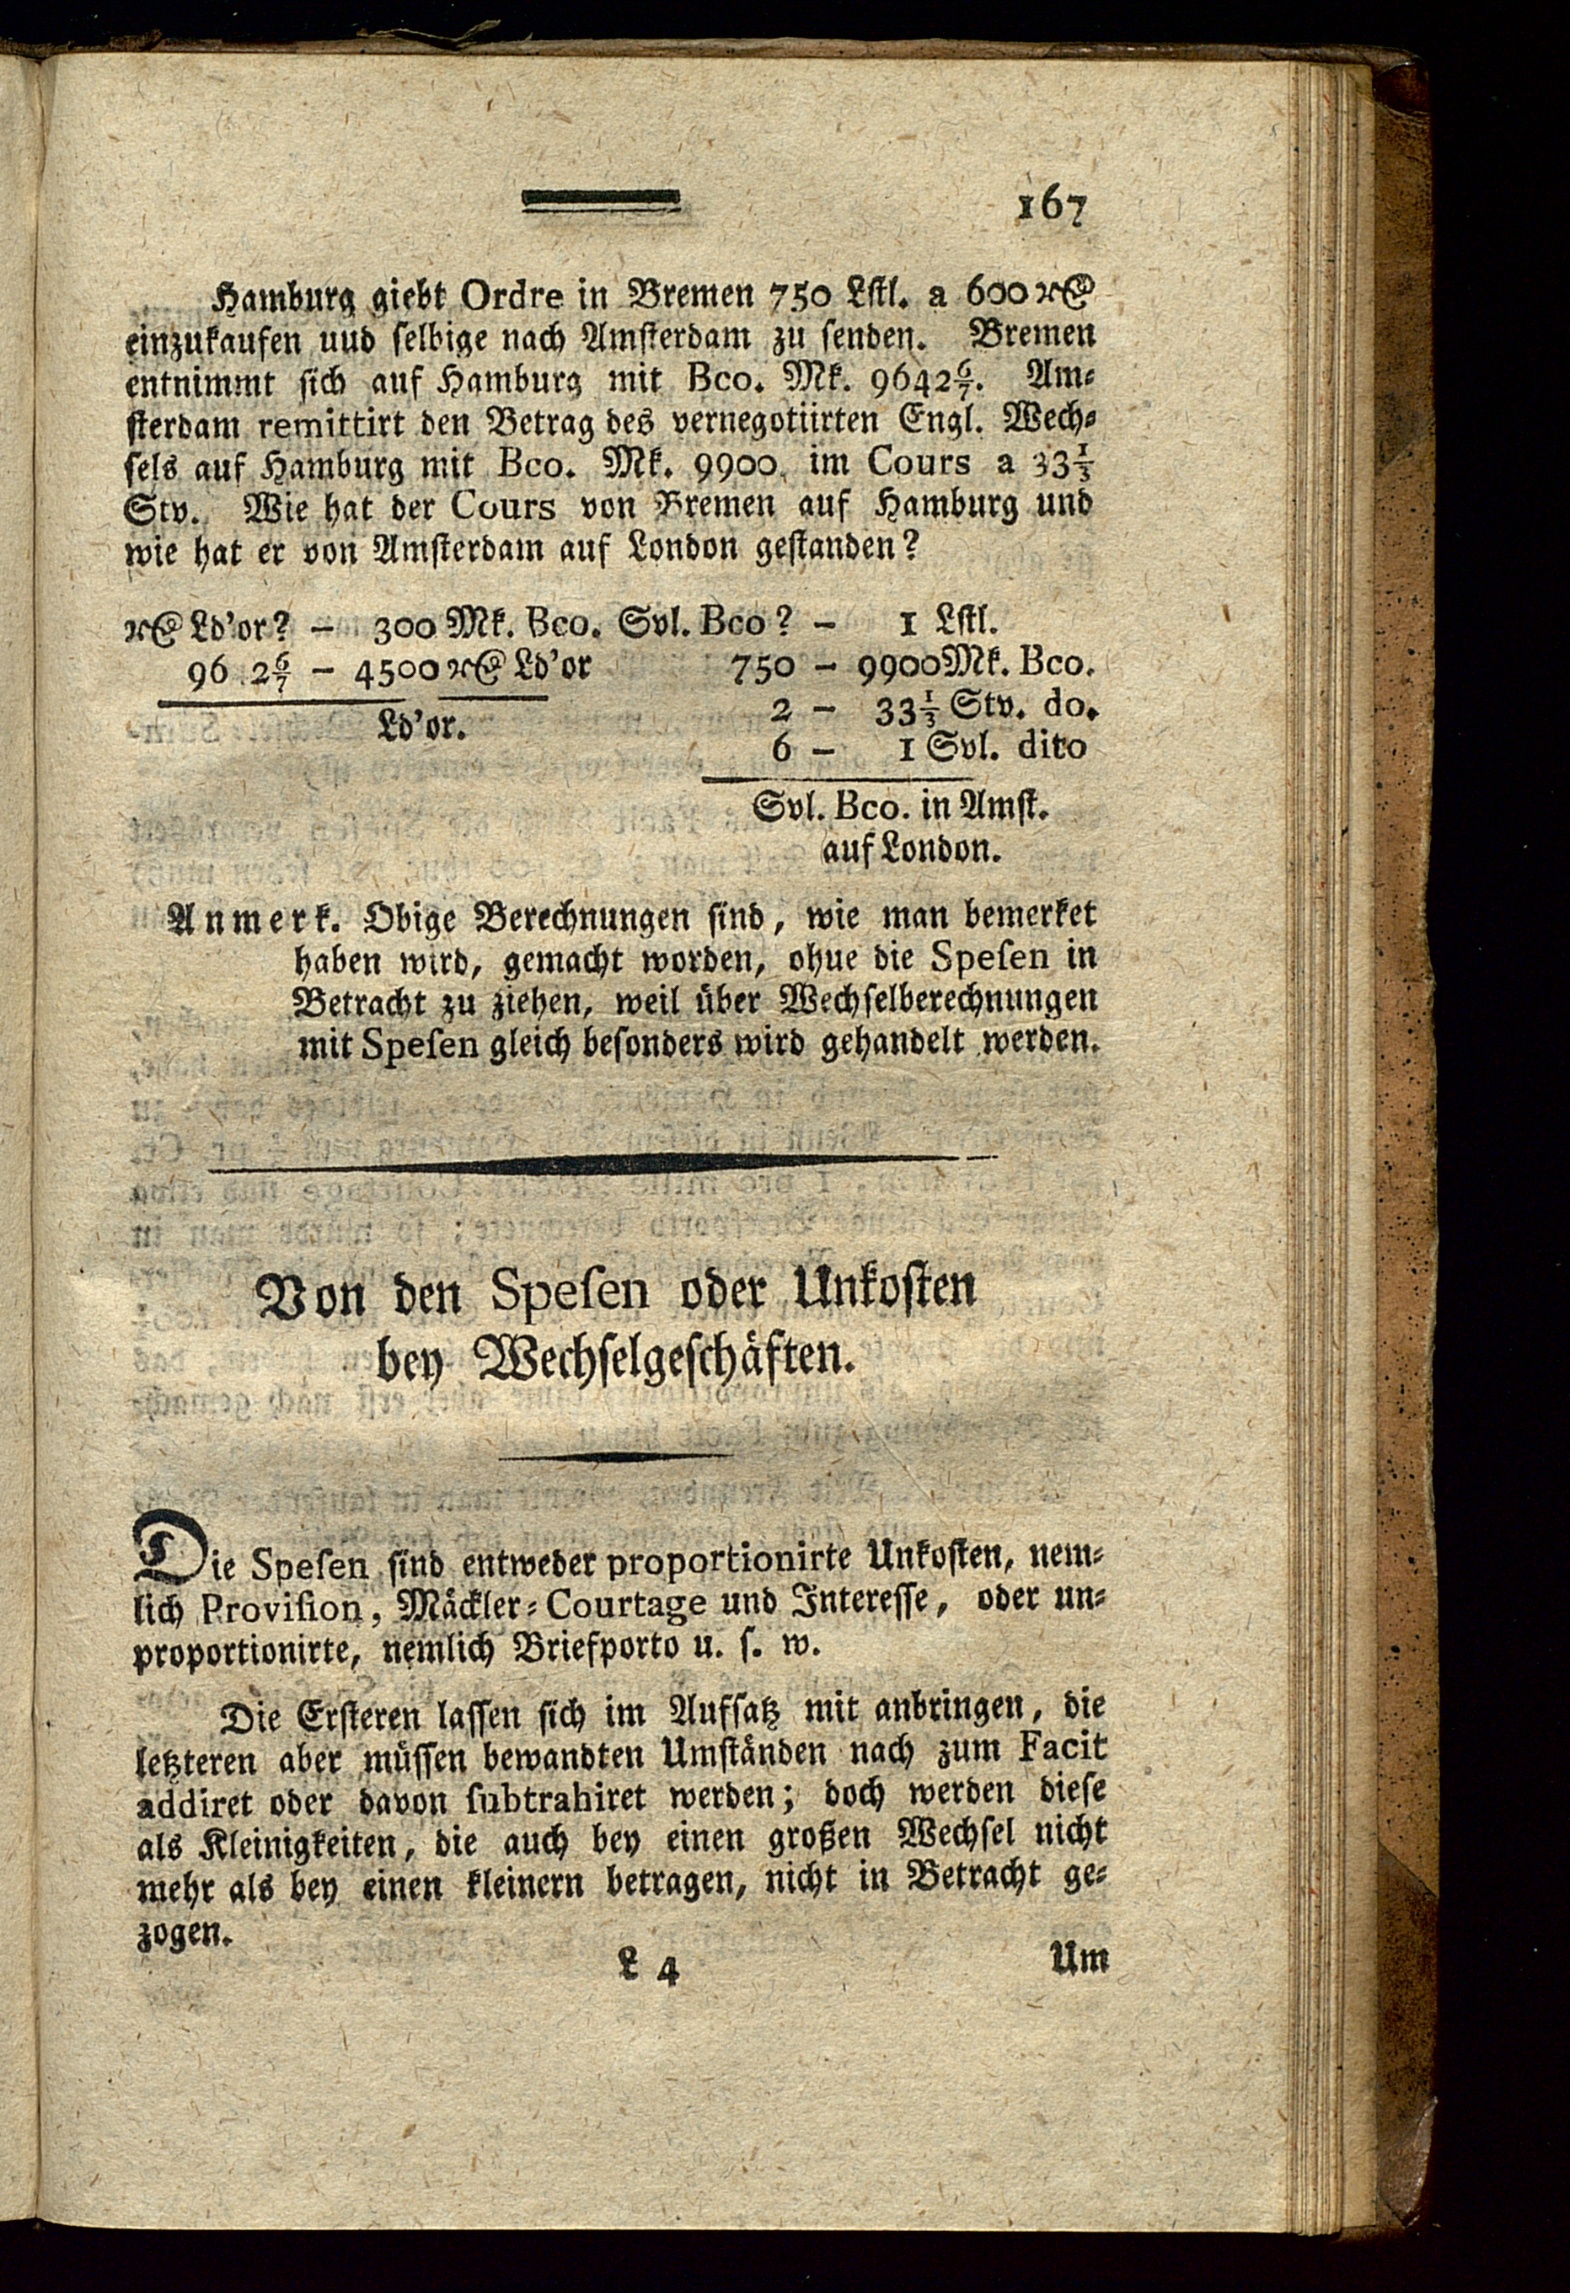 167
Hamburg giebt Ordre in Bremen 750 Lstl. a 600 Rthlr
einzukaufen uud selbige nach Amsterdam zu senden. Bremen
entnimmt sich auf Hamburg mit Bco. Mk. 9642 6/7. Am⸗
sterdam remittirt den Betrag des vernegotiirten Engl. Wech⸗
sels auf Hamburg mit Bco. Mk. 9900 im Cours a 33 1/3
Stv. Wie hat der Cours von Bremen auf Hamburg und
wie hat er von Amsterdam auf London gestanden?
Rthlr Ld'or? – 300 Mk. Bco.
96 2 6/7 – 4500 Rthlr Ld'or
Ld'or.
Svl. Bco? – 1 Lstl.
750 – 9900 Mk. Bco.
2 – 33 1/3 Stv. do.
6 – 1 Svl. dito
Svl. Bco. in Amst.
auf London.
Anmerk. Obige Berechnungen sind, wie man bemerket
haben wird, gemacht worden, ohue die Spesen in
Betracht zu ziehen, weil über Wechselberechnungen
mit Spesen gleich besonders wird gehandelt werden.
Von den Spesen oder Unkosten
bey Wechselgeschäften.
Die Spesen sind entweder proportionirte Unkosten, nem⸗
lich Provision, Mäckler⸗Courtage und Interesse, oder un⸗
proportionirte, nemlich Briefporto u. s. w.
Die Ersteren lassen sich im Aufsatz mit anbringen, die
letzteren aber müssen bewandten Umständen nach zum Facit
addiret oder davon subtrahiret werden; doch werden diese
als Kleinigkeiten, die auch bey einen großen Wechsel nicht
mehr als bey einen kleinern betragen, nicht in Betracht ge⸗
zogen.
L 4 Um